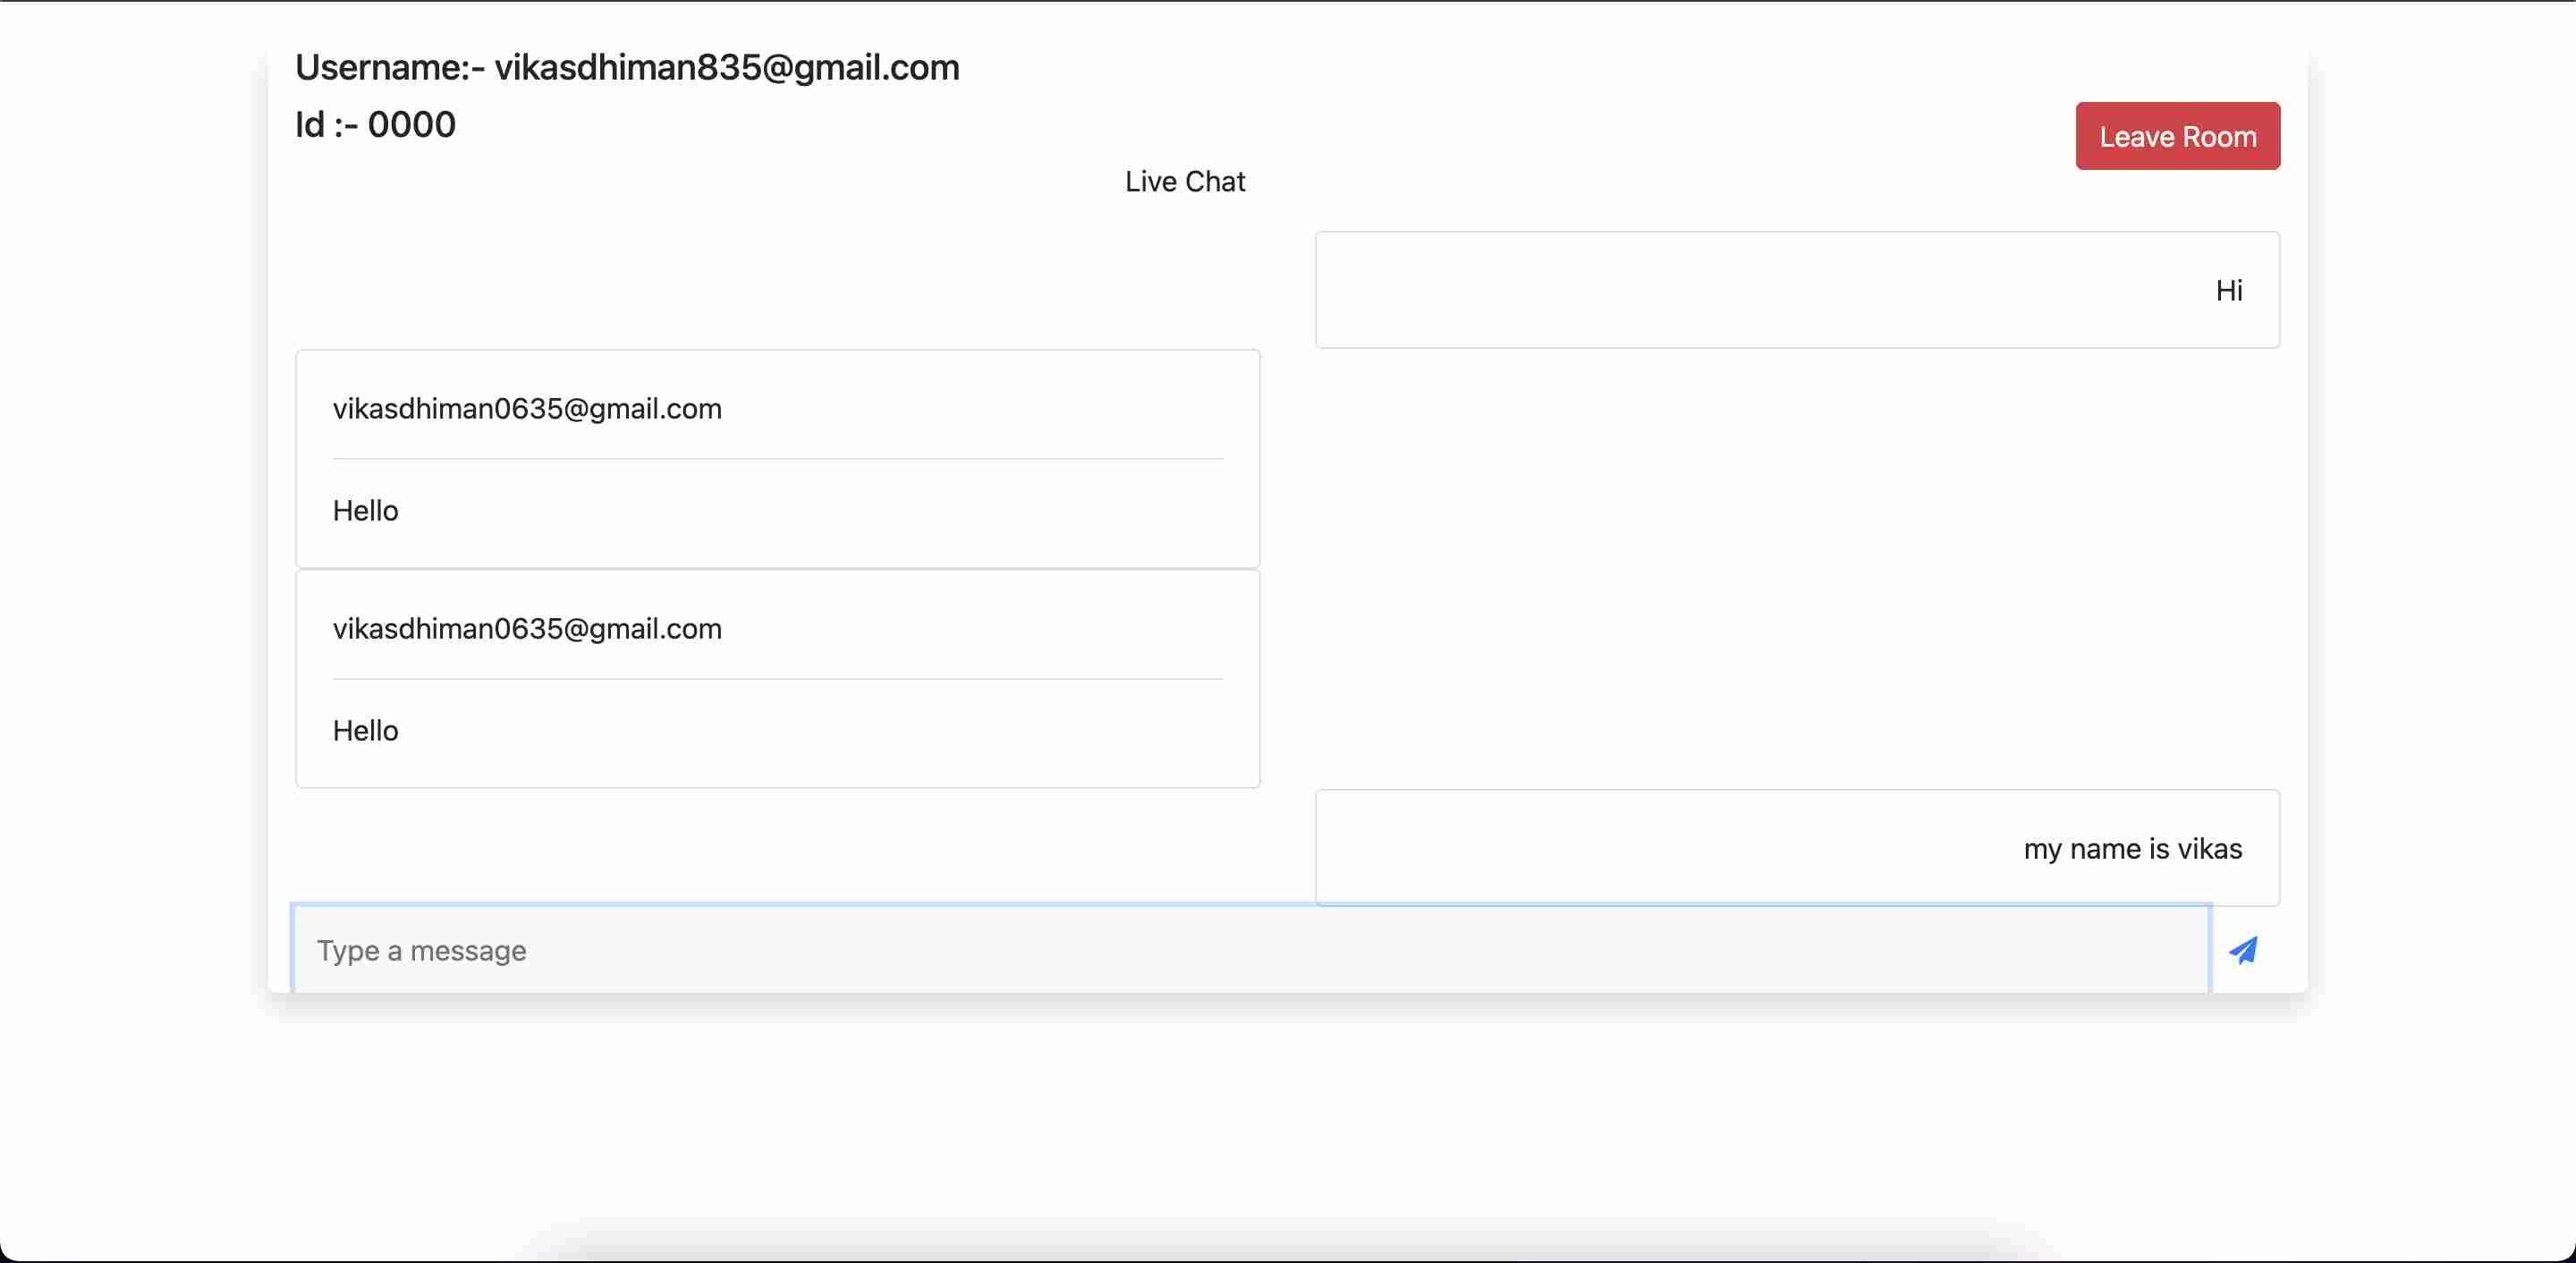 Username:- vikasdhiman835@gmail.com
Id :- 0000
Leave Room
Live Chat
Hi
vikasdhiman0635@gmail.com
Hello
vikasdhiman0635@gmail.com
Hello
my name is vikas
Type a message